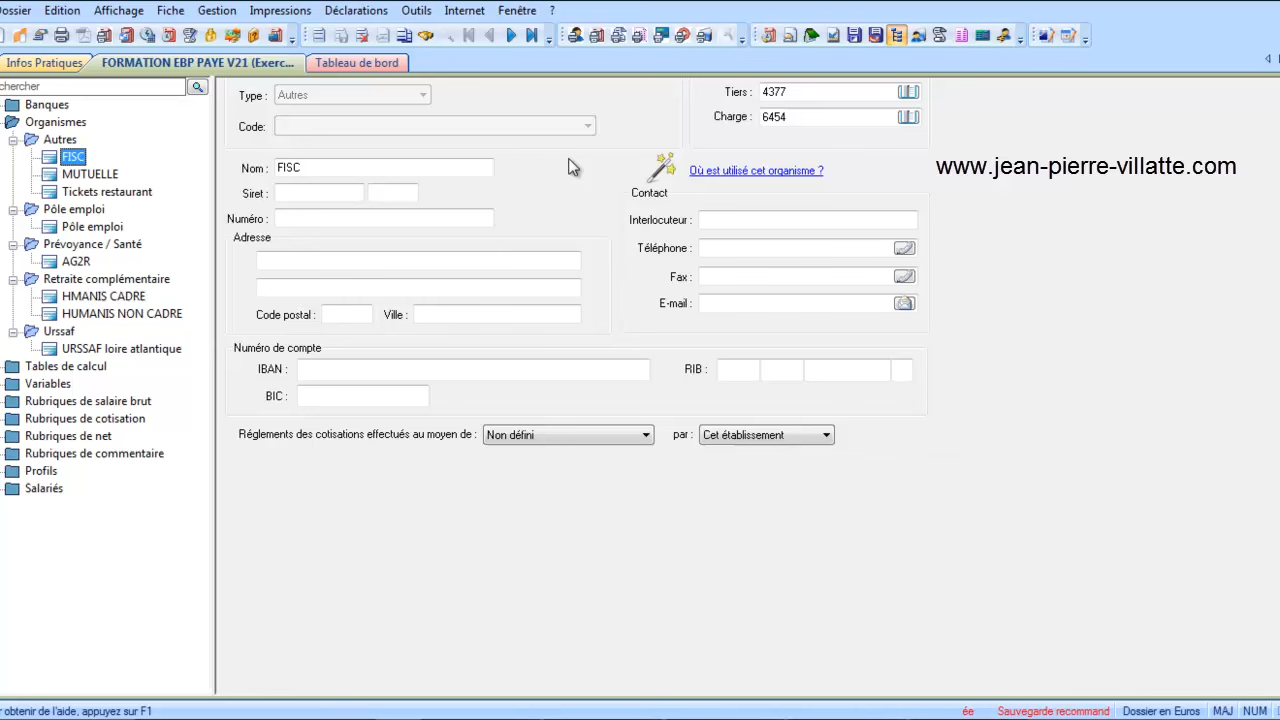 Dossier Edition Affichage Fiche Gestion Impressions Déclarations Outils Internet Fenêtre ?
Infos Pratiques FORMATION EBP PAYE V21 (Exerc... Tableau de bord
chercher
Banques
Organismes
Autres
FISC
MUTUELLE
Tickets restaurant
Pôle emploi
Pôle emploi
Prévoyance / Santé
AG2R
Retraite complémentaire
HMANIS CADRE
HUMANIS NON CADRE
Urssaf
URSSAF loire atlantique
Tables de calcul
Variables
Rubriques de salaire brut
Rubriques de cotisation
Rubriques de net
Rubriques de commentaire
Profils
Salariés
Type : Autres
Code:
Nom : FISC
Siret :
Numéro :
Adresse
Code postal : Ville :
Tiers : 4377
Charge : 6454
Où est utilisé cet organisme ?
Contact
Interlocuteur :
Téléphone :
Fax :
E-mail :
www.jean-pierre-villatte.com
Numéro de compte
IBAN : RIB :
BIC :
Réglements des cotisations effectués au moyen de : Non défini par : Cet établissement
r obtenir de l'aide, appuyez sur F1 ée Sauvegarde recommand Dossier en Euros MAJ NUM